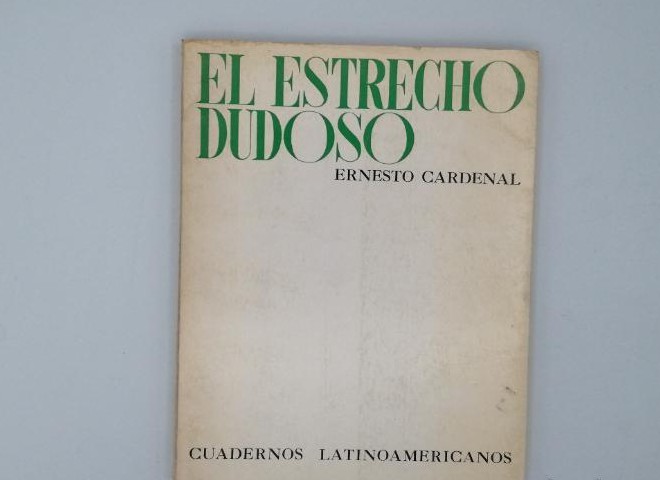 EL ESTRECHO
DUDOSO
ERNESTO CARDENAL
CUADERNOS LATINOAMERICANOS